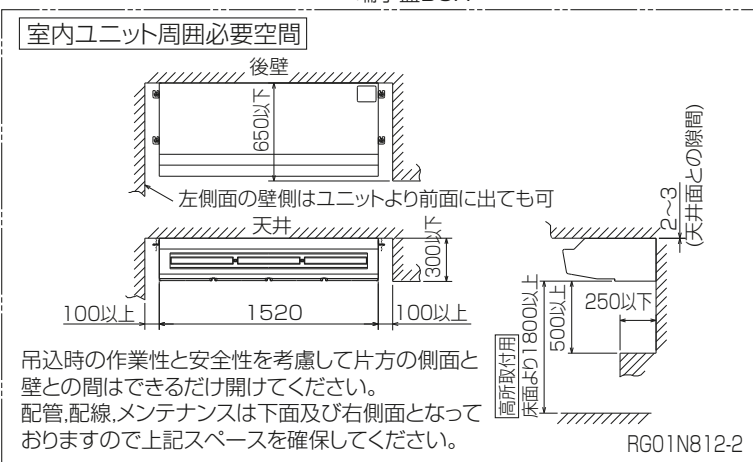 室内ユニット周囲必要空間
後壁
650以下
左側面の壁側はユニットより前面に出ても可
天井
300以下
100以上
1520
100以上
2~3
(天井面との隙間)
250以下
500以上
高所取付用
床面より1800以上
吊込時の作業性と安全性を考慮して片方の側面と
壁との間はできるだけ開けてください。
配管,配線,メンテナンスは下面及び右側面となって
おりますので上記スペースを確保してください。
RG01N812-2